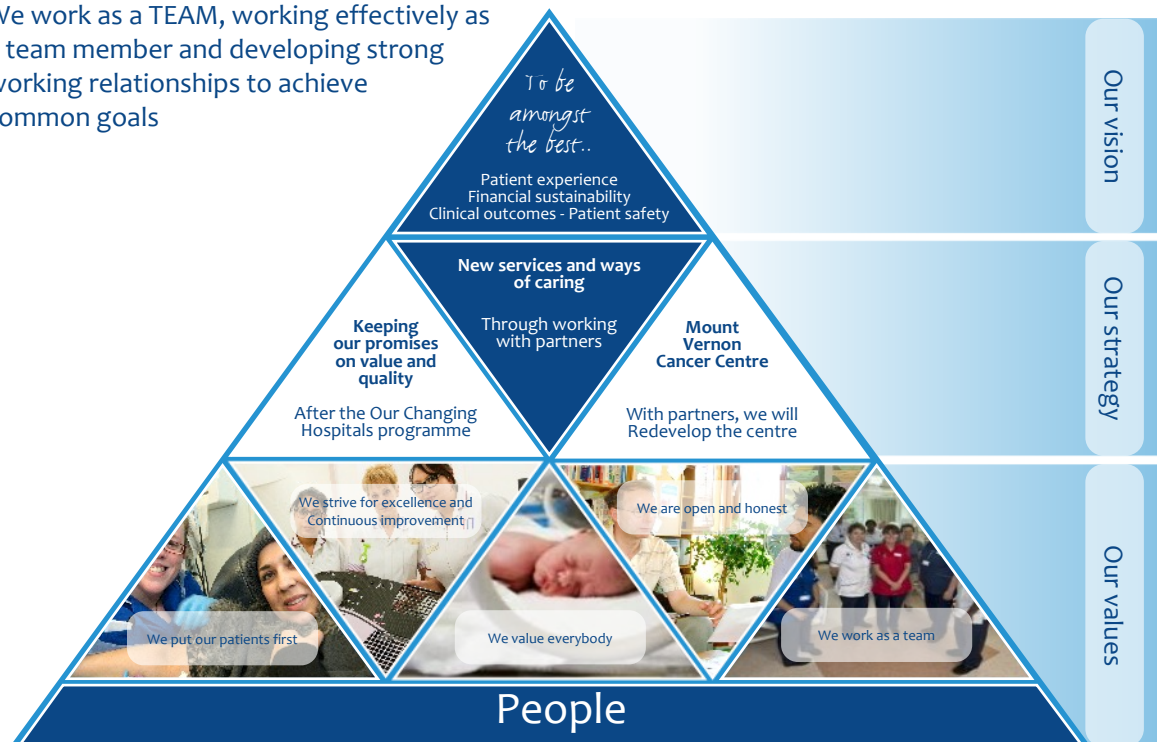 We work as a TEAM, working effectively as
team member and developing strong
working relationships to achieve
common goals
To be
amongst
the best..
Patient experience
Financial sustainability
Clinical outcomes - Patient safety
Our vision
New services and ways
of caring
Through working
with partners
Keeping
our promises
on value and
quality
After the Our Changing
Hospitals programme
Mount
Vernon
Cancer Centre
With partners, we will
Redevelop the centre
Our strategy
We strive for excellence and
Continuous improvement
We are open and honest
We put our patients first
We value everybody
We work as a team
Our values
People